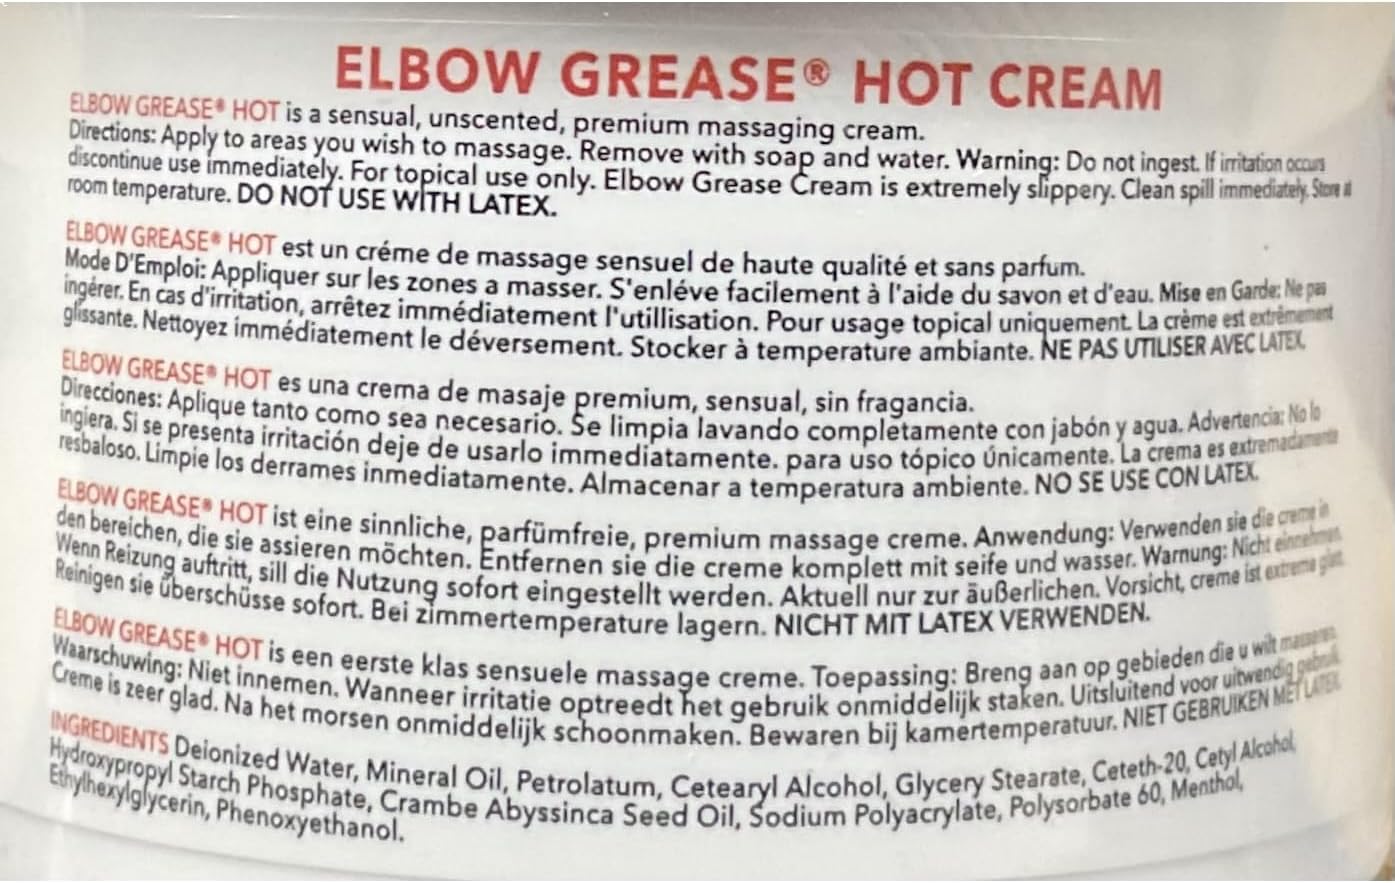 ELBOW GREASE® HOT CREAM
ELBOW GREASE® HOT is a sensual, unscented, premium massaging cream.
Directions: Apply to areas you wish to massage. Remove with soap and water. Warning: Do not ingest. If irritation occurs
discontinue use immediately. For topical use only. Elbow Grease Cream is extremely slippery. Clean spill immediately. Store at
room temperature. DO NOT USE WITH LATEX.
ELBOW GREASE® HOT est un créme de massage sensuel de haute qualité et sans parfum.
Mode D'Emploi: Appliquer sur les zones a masser. S'enléve facilement à l'aide du savon et d'eau. Mise en Garde: Ne pas
ingérer. En cas d'irritation, arrêtez immédiatement l'utillisation. Pour usage topical uniquement. La crème est extrêmement
glissante. Nettoyez immédiatement le déversement. Stocker à temperature ambiante. NE PAS UTILISER AVEC LATEX.
ELBOW GREASE® HOT es una crema de masaje premium, sensual, sin fragancia.
Direcciones: Aplique tanto como sea necesario. Se limpia lavando completamente con jabón y agua. Advertencia: No lo
ingiera. Si se presenta irritación deje de usarlo immediatamente. para uso tópico únicamente. La crema es extremadamente
resbaloso. Limpie los derrames inmediatamente. Almacenar a temperatura ambiente. NO SE USE CON LATEX.
ELBOW GREASE® HOT ist eine sinnliche, parfümfreie, premium massage creme. Anwendung: Verwenden sie die creme in
den bereichen, die sie assieren möchten. Entfernen sie die creme komplett mit seife und wasser. Warnung: Nicht einnehmen.
Wenn Reizung auftritt, sill die Nutzung sofort eingestellt werden. Aktuell nur zur äußerlichen. Vorsicht, creme ist extreme glatt.
Reinigen sie überschüsse sofort. Bei zimmertemperature lagern. NICHT MIT LATEX VERWENDEN.
ELBOW GREASE® HOT is een eerste klas sensuele massage creme. Toepassing: Breng aan op gebieden die u wilt masseren.
Waarschuwing: Niet innemen. Wanneer irritatie optreedt het gebruik onmiddelijk staken. Uitsluitend voor uitwendig gebruik.
Creme is zeer glad. Na het morsen onmiddelijk schoonmaken. Bewaren bij kamertemperatuur. NIET GEBRUIKEN MET LATEX.
INGREDIENTS Deionized Water, Mineral Oil, Petrolatum, Cetearyl Alcohol, Glycery Stearate, Ceteth-20, Cetyl Alcohol,
Hydroxypropyl Starch Phosphate, Crambe Abyssinca Seed Oil, Sodium Polyacrylate, Polysorbate 60, Menthol,
Ethylhexylglycerin, Phenoxyethanol.